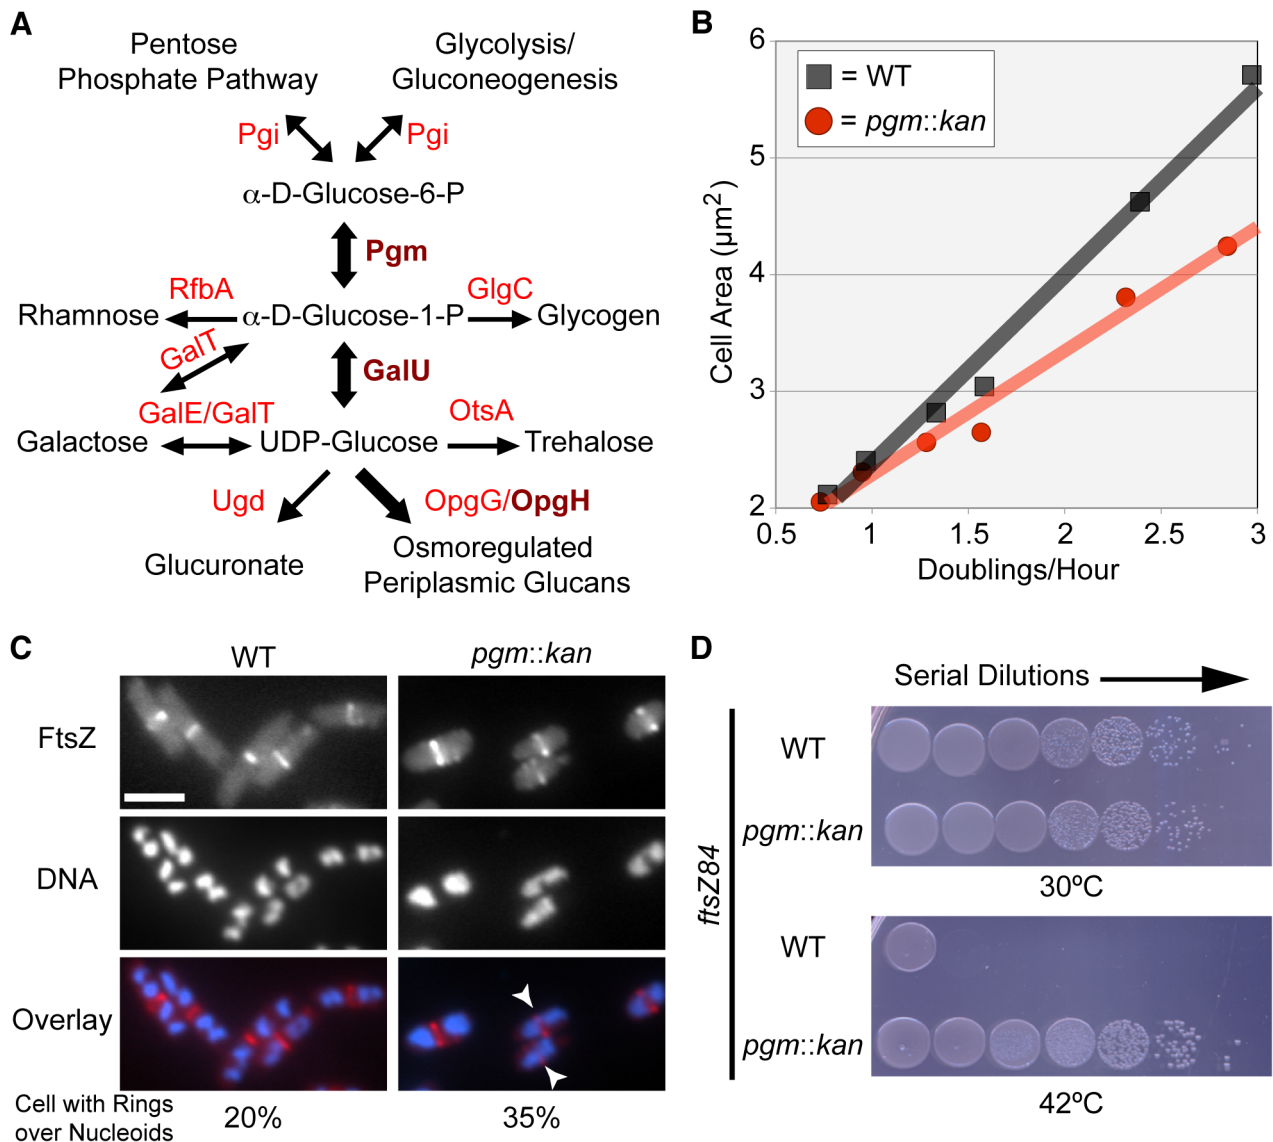 A
Pentose
Phosphate Pathway
Glycolysis/
Gluconeogenesis
Pgi
Pgi
α-D-Glucose-6-P
Pgm
RfbA
GlgC
Rhamnose
α-D-Glucose-1-P
Glycogen
GalT
GalU
GalE/GalT
OtsA
Galactose
UDP-Glucose
Trehalose
Ugd
OpgG/OpgH
Glucuronate
Osmoregulated
Periplasmic Glucans
B
= WT
= pgm::kan
Cell Area (µm²)
6
5
4
3
2
0.5
1
1.5
2
2.5
3
Doublings/Hour
C
WT
pgm::kan
FtsZ
DNA
Overlay
Cell with Rings
over Nucleoids
20%
35%
D
Serial Dilutions
ftsZ84
WT
pgm::kan
30ºC
WT
pgm::kan
42ºC